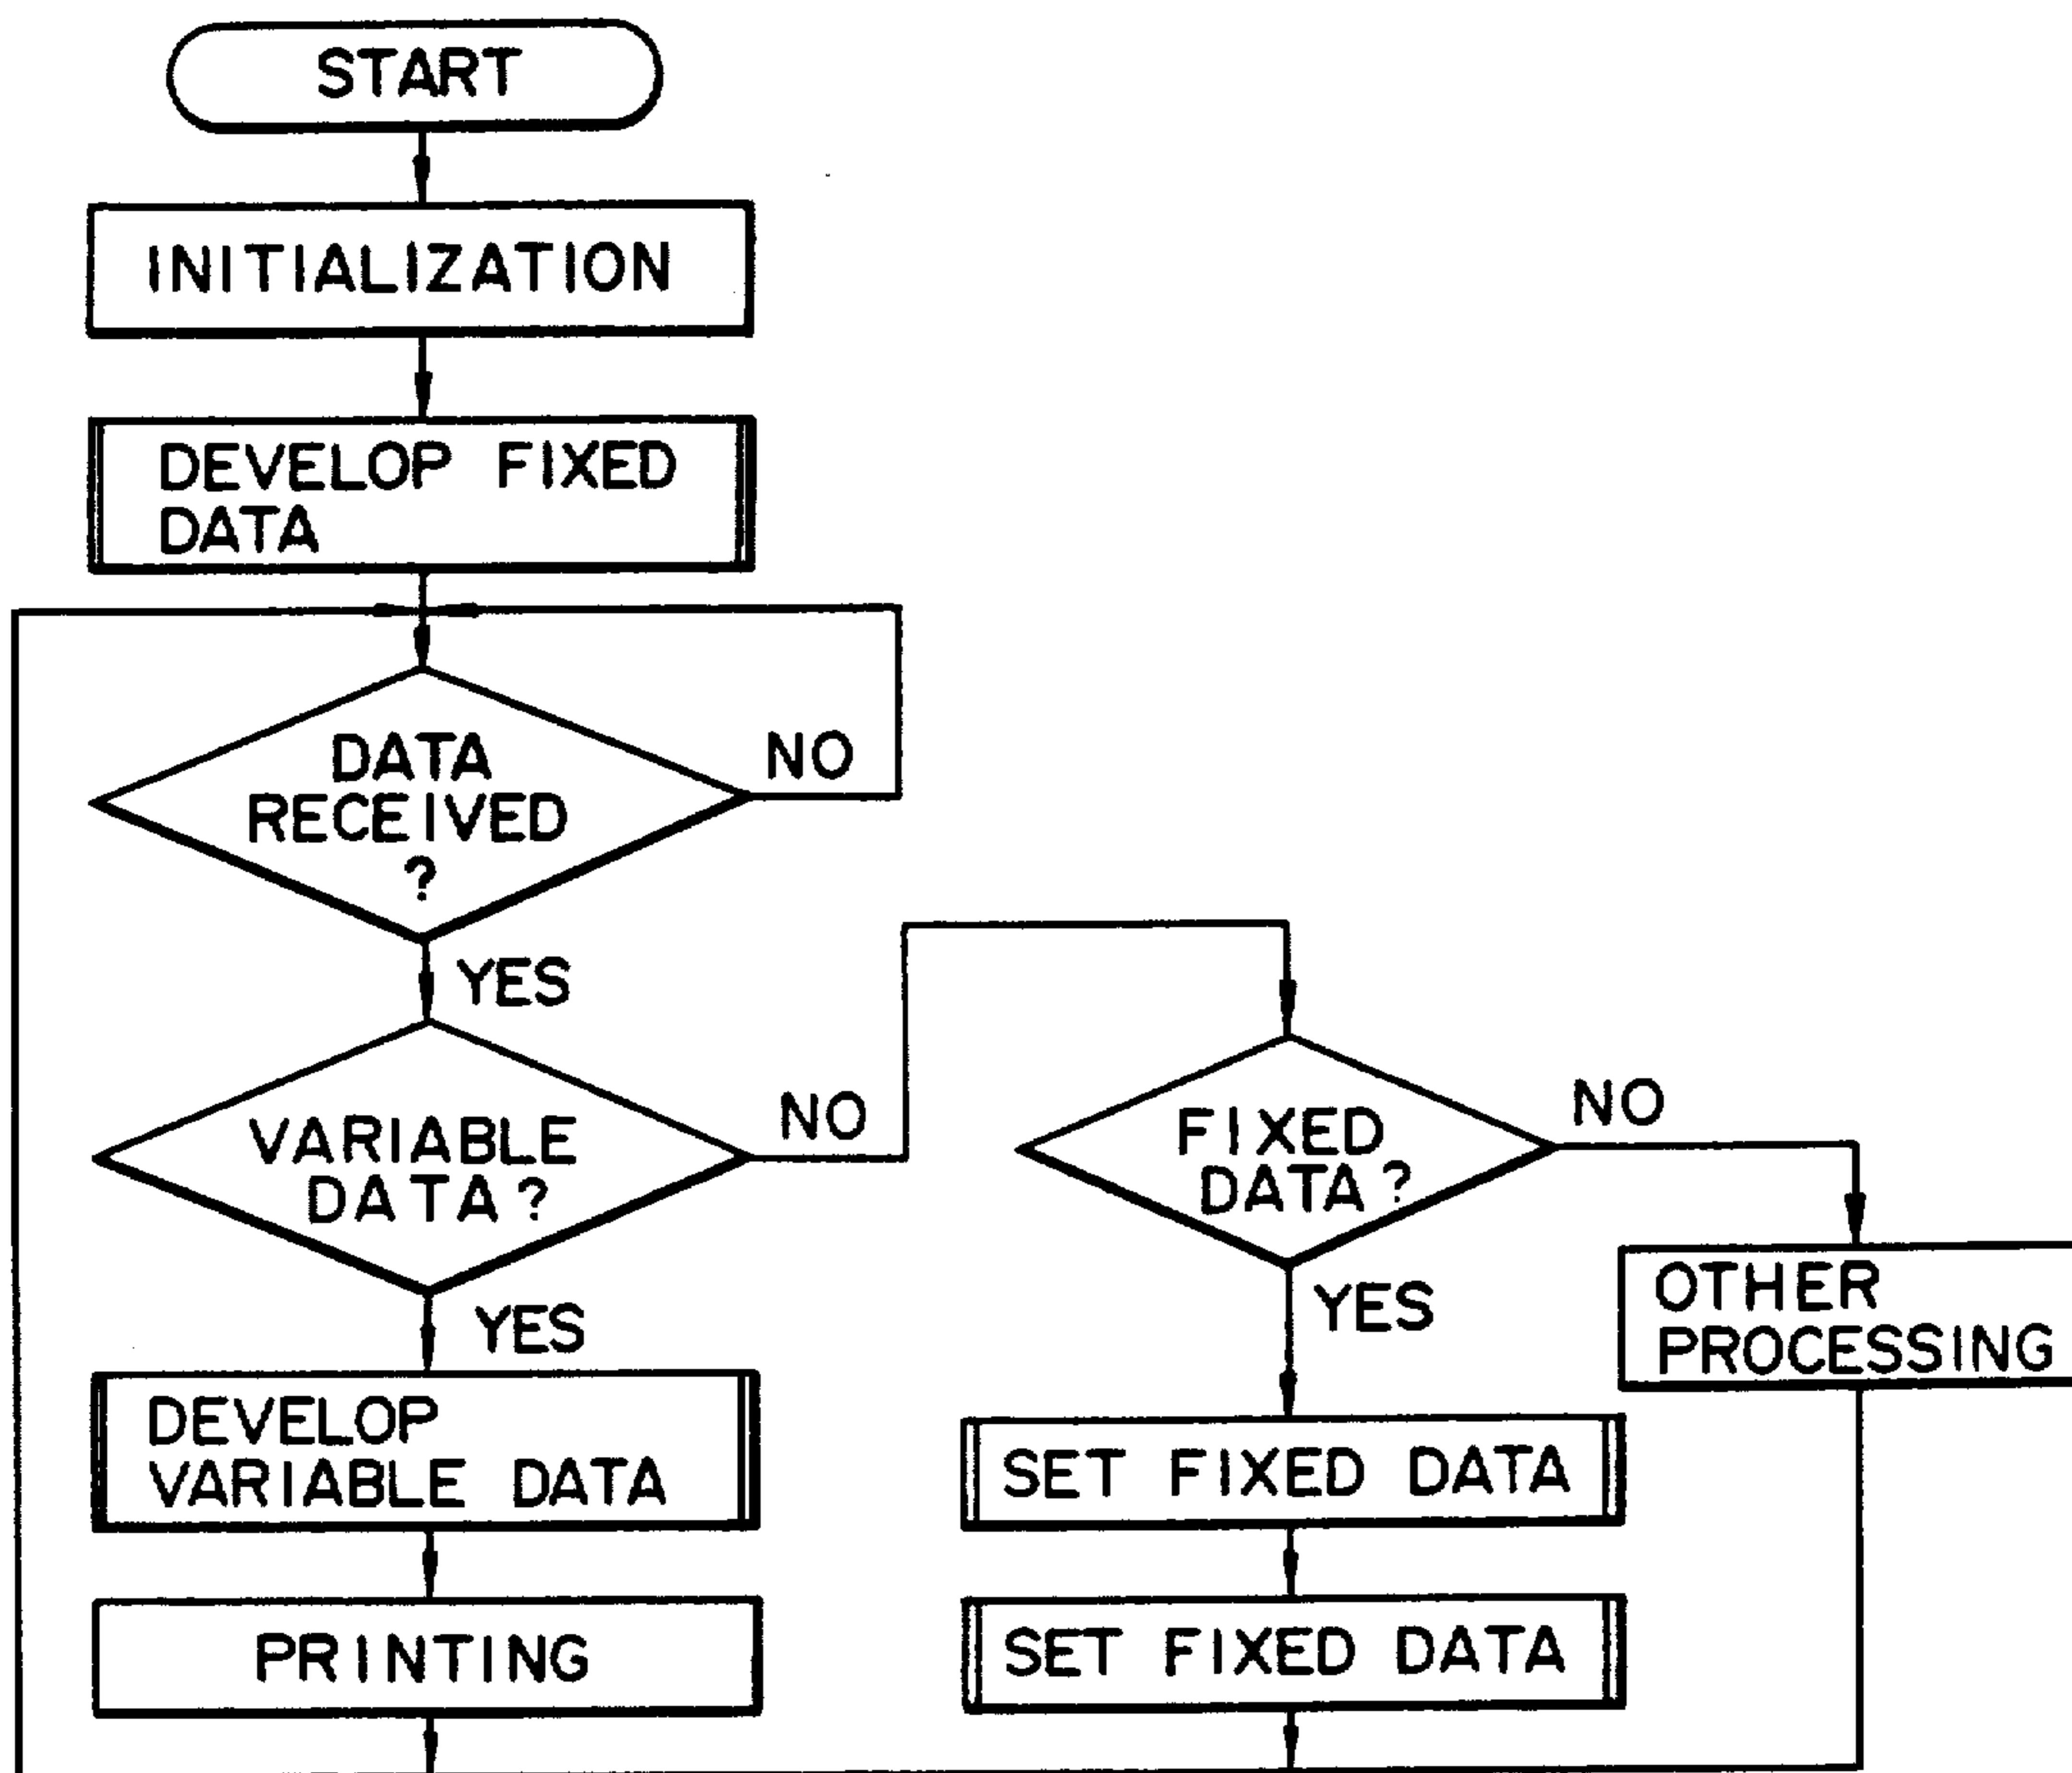 START
INITIALIZATION
DEVELOP FIXED
DATA
DATA
RECEIVED
?
NO
YES
VARIABLE
DATA?
NO
YES
FIXED
DATA?
NO
YES
OTHER
PROCESSING
DEVELOP
VARIABLE DATA
SET FIXED DATA
PRINTING
SET FIXED DATA